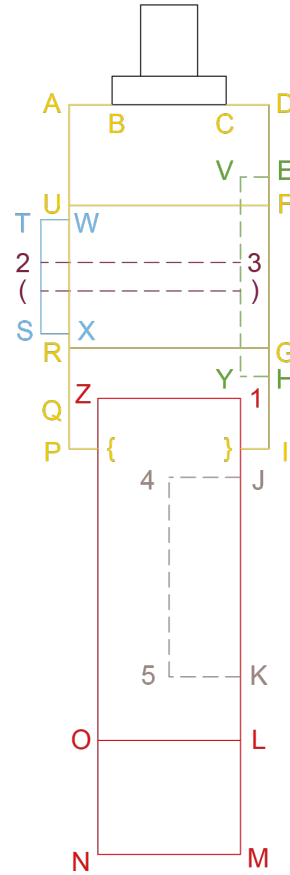 A D
B C
V E
U F
T W
2 3
( )
S X
R G
Y H
Z 1
Q
P { } I
4 J
5 K
O L
N M